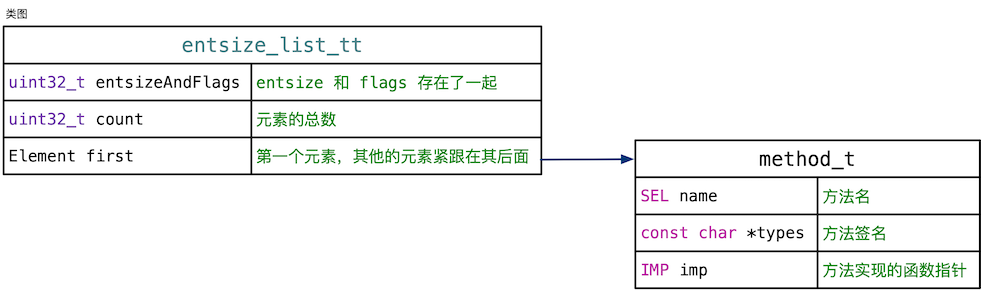 类图
entsize_list_tt
uint32_t entsizeAndFlags entsize 和 flags 存在了一起
uint32_t count 元素的总数
Element first 第一个元素，其他的元素紧跟在其后面
method_t
SEL name 方法名
const char *types 方法签名
IMP imp 方法实现的函数指针